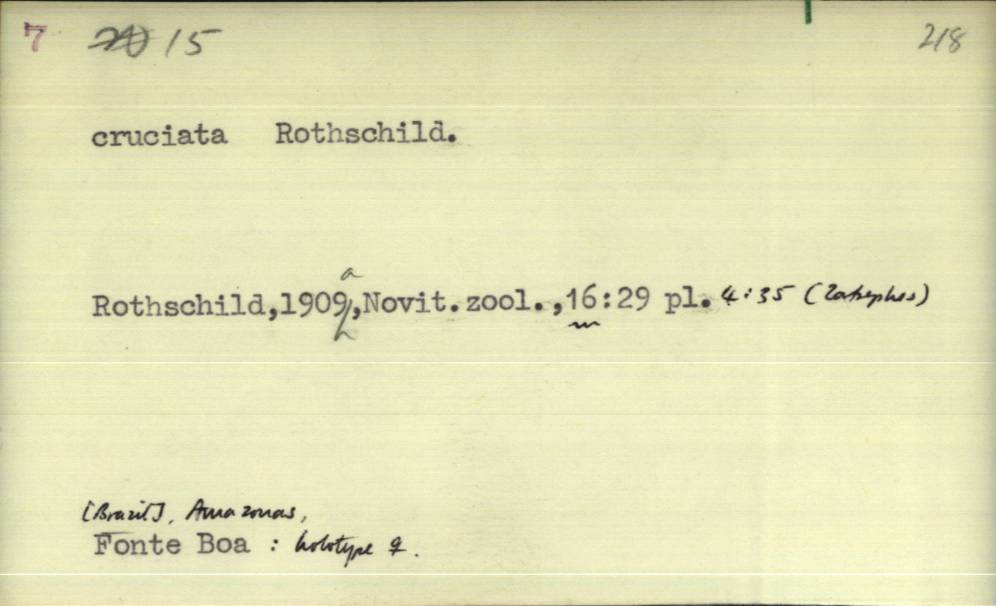 7 20 15 218
cruciata Rothschild.
Rothschild,1909a,Novit.zool.,16:29 pl. 4:35 (Zatrephes)
[Brazil], Amazonas,
Fonte Boa : holotype ♀.